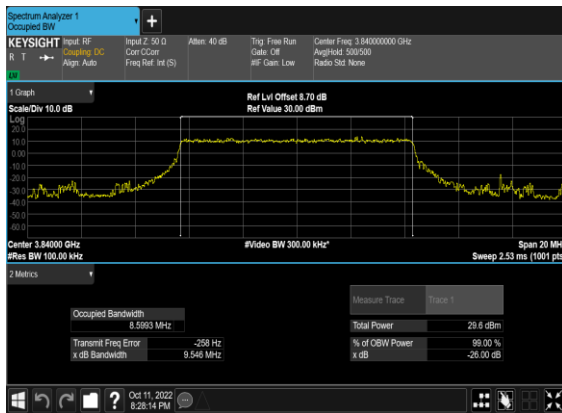 Spectrum Analyzer 1
Occupied BW
KEYSIGHT
R T
Input: RF
Coupling: DC
Align: Auto
Input Z: 50 Ω
Corr CCorr
Freq Ref: Int (S)
Atten: 40 dB
Trig: Free Run
Gate: Off
#IF Gain: Low
Center Freq: 3.840000000 GHz
Avg|Hold: 500/500
Radio Std: None
1 Graph
Scale/Div 10.0 dB
Ref Lvl Offset 8.70 dB
Ref Value 30.00 dBm
Log
20.0
10.0
0.00
-10.0
-20.0
-30.0
-40.0
-50.0
-60.0
Center 3.84000 GHz
#Res BW 100.00 kHz
#Video BW 300.00 kHz*
Span 20 MH
Sweep 2.53 ms (1001 pts
2 Metrics
Measure Trace
Trace 1
Occupied Bandwidth
8.5993 MHz
Total Power
29.6 dBm
Transmit Freq Error
-258 Hz
% of OBW Power
99.00 %
x dB Bandwidth
9.546 MHz
x dB
-26.00 dB
?
Oct 11, 2022
8:28:14 PM